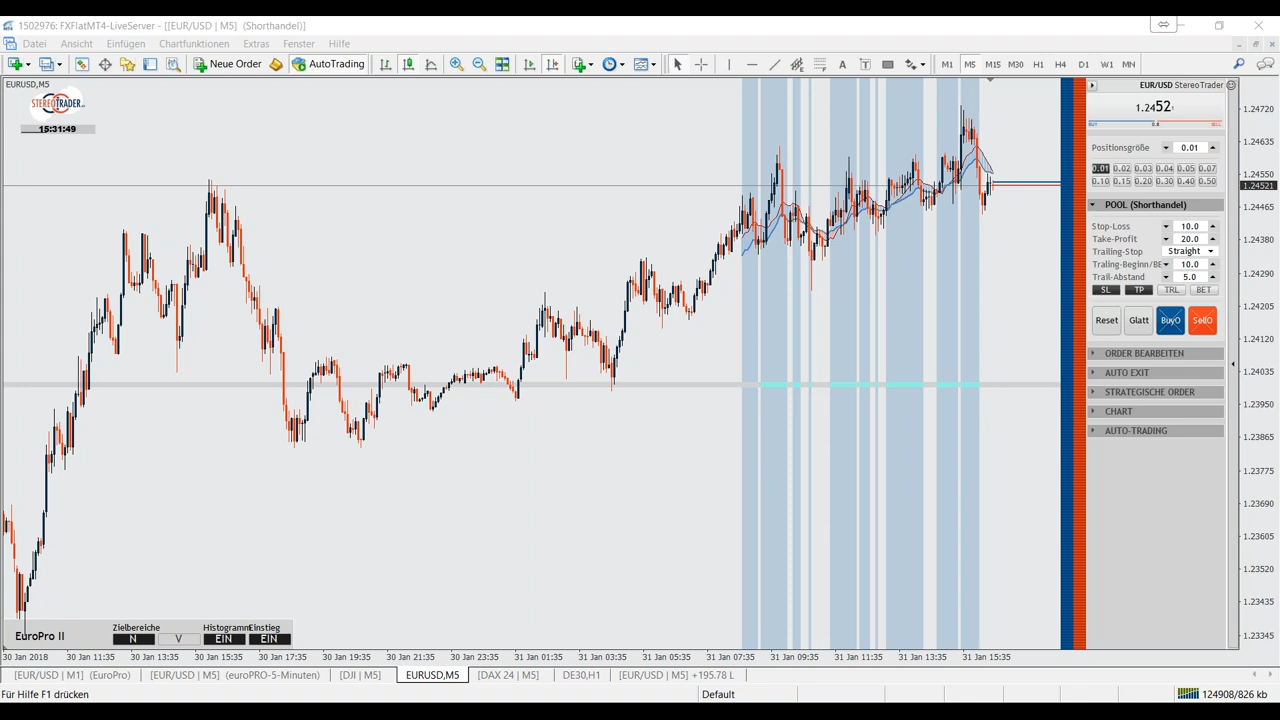 1502976: FXFlatMT4-LiveServer - [[EUR/USD | M5] (Shorthandel)]
Datei Ansicht Einfügen Chartfunktionen Extras Fenster Hilfe
New Order AutoTrading A T M1 M5 M15 M30 H1 H4 D1 W1 MN
EURUSD,M5
STEREOTRADER
15:31:49
EUR/USD StereoTrader
1.24521
BUY 0.8 SELL
Positionsgröße 0.01
0.01 0.02 0.03 0.04 0.05 0.07
0.10 0.15 0.20 0.30 0.40 0.50
POOL (Shorthandel)
Stop-Loss 10.0
Take-Profit 20.0
Trailing-Stop Straight
Traling-Beginn/BE 10.0
Trail-Abstand 5.0
SL TP TRL BET
Reset Glatt BuyO SellO
ORDER BEARBEITEN
AUTO EXIT
STRATEGISCHE ORDER
CHART
AUTO-TRADING
1.24720
1.24635
1.24550
1.24521
1.24465
1.24380
1.24290
1.24205
1.24120
1.24035
1.23950
1.23865
1.23775
1.23690
1.23605
1.23520
1.23435
1.23345
Zielbereiche Histogramm Einstieg
EuroPro II N V EIN EIN
30 Jan 2018 30 Jan 11:35 30 Jan 13:35 30 Jan 15:35 30 Jan 17:35 30 Jan 19:35 30 Jan 21:35 30 Jan 23:35 31 Jan 01:35 31 Jan 03:35 31 Jan 05:35 31 Jan 07:35 31 Jan 09:35 31 Jan 11:35 31 Jan 13:35 31 Jan 15:35
[EUR/USD | M1] (EuroPro) [EUR/USD | M5] (euroPRO-5-Minuten) [DJI | M5] EURUSD,M5 [DAX 24 | M5] DE30,H1 [EUR/USD | M5] +195.78 L
Für Hilfe F1 drücken Default 124908/826 kb